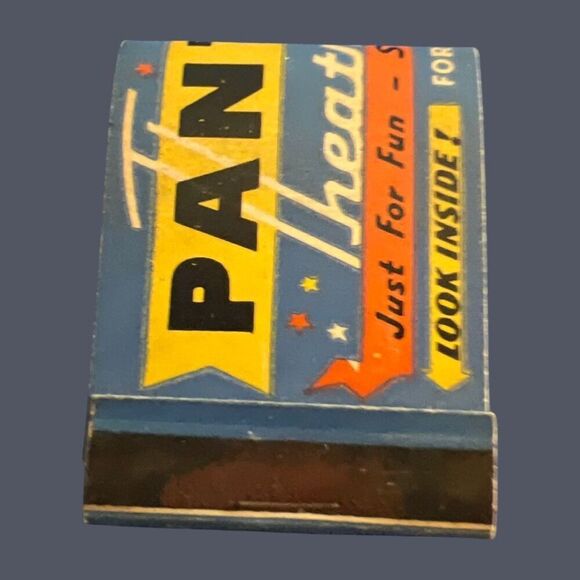 PAN
Theat
Just For Fun - S
FOR
LOOK INSIDE!